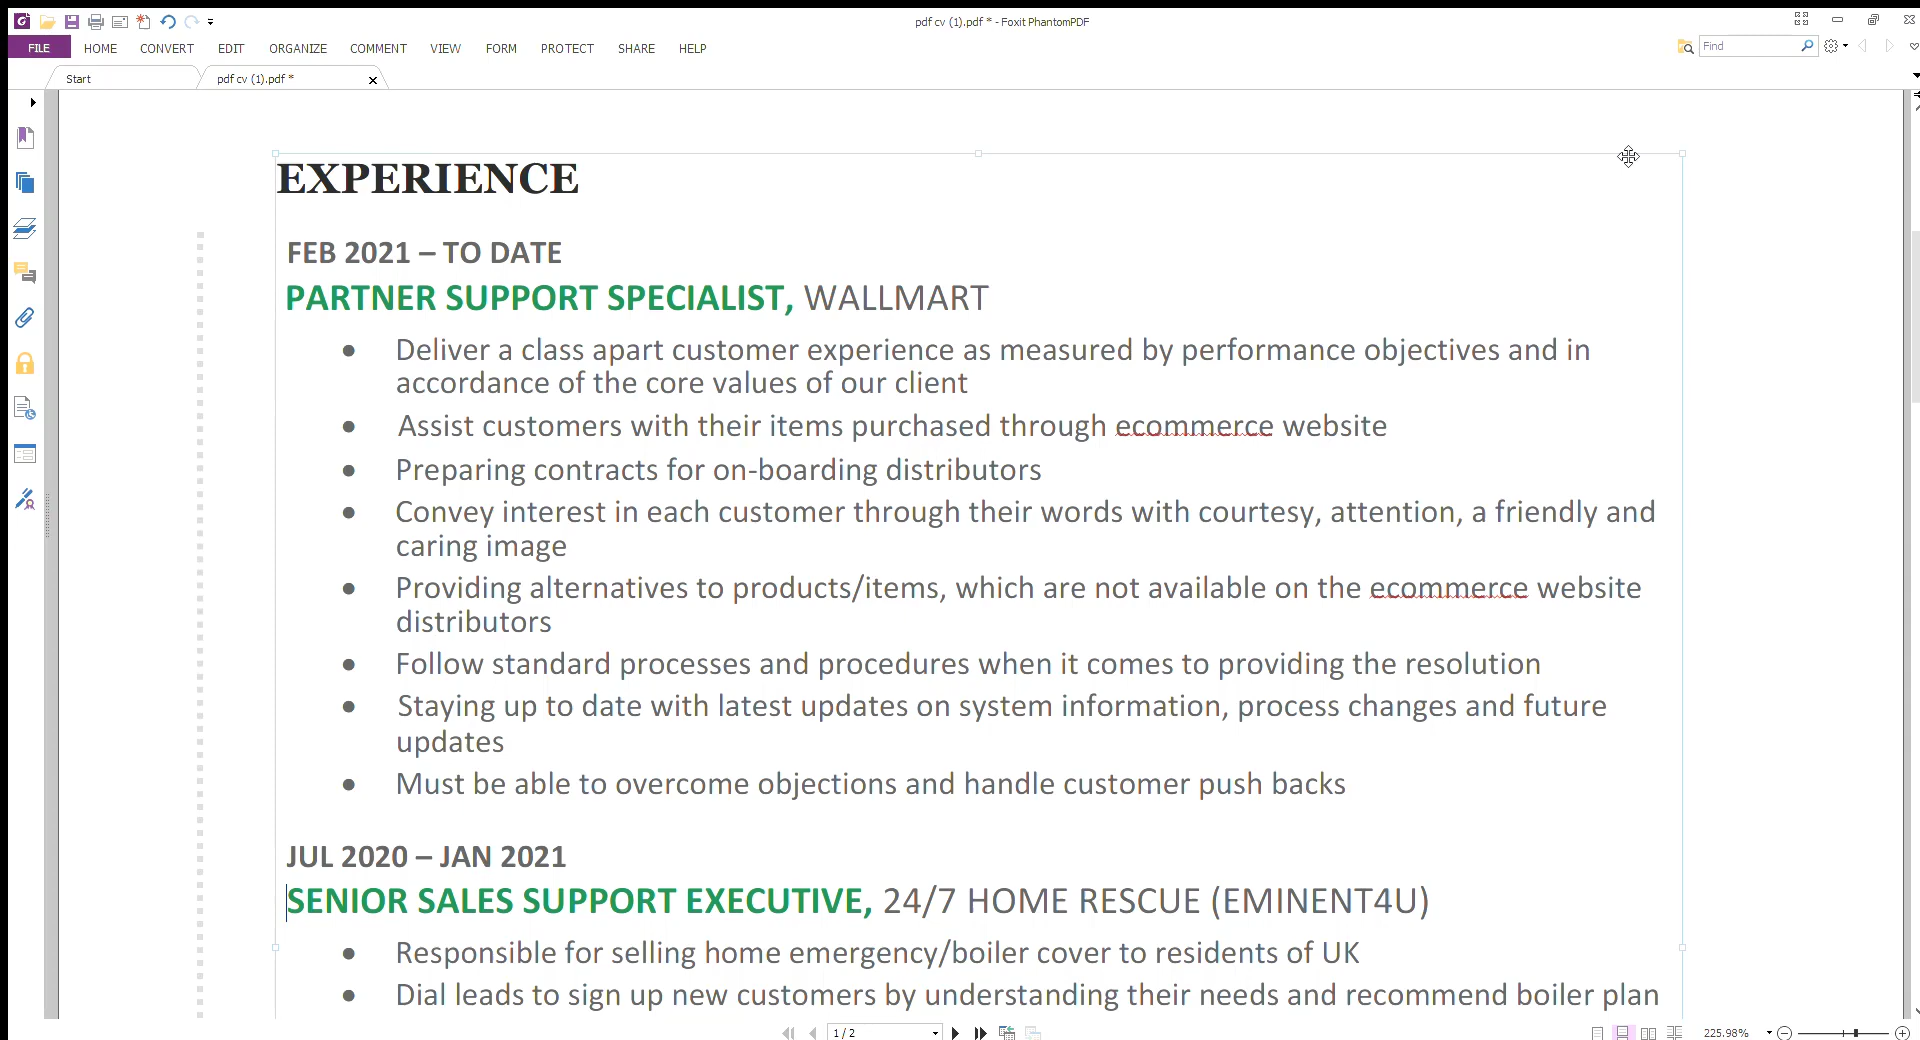 pdf cv (1).pdf * - Foxit PhantomPDF
FILE HOME CONVERT EDIT ORGANIZE COMMENT VIEW FORM PROTECT SHARE HELP
Find
Start
pdf cv (1).pdf *
EXPERIENCE
FEB 2021 – TO DATE
PARTNER SUPPORT SPECIALIST, WALLMART
● Deliver a class apart customer experience as measured by performance objectives and in
accordance of the core values of our client
● Assist customers with their items purchased through ecommerce website
● Preparing contracts for on-boarding distributors
● Convey interest in each customer through their words with courtesy, attention, a friendly and
caring image
● Providing alternatives to products/items, which are not available on the ecommerce website
distributors
● Follow standard processes and procedures when it comes to providing the resolution
● Staying up to date with latest updates on system information, process changes and future
updates
● Must be able to overcome objections and handle customer push backs
JUL 2020 – JAN 2021
SENIOR SALES SUPPORT EXECUTIVE, 24/7 HOME RESCUE (EMINENT4U)
● Responsible for selling home emergency/boiler cover to residents of UK
● Dial leads to sign up new customers by understanding their needs and recommend boiler plan
1 / 2
225.98%